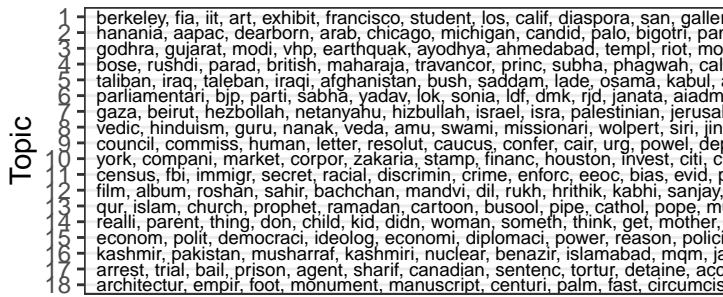 Topic
1 berkeley, fia, iit, art, exhibit, francisco, student, los, calif, diaspora, san,
2 hanania, aapac, dearborn, arab, chicago, michigan, candid, palo, bigotri,
3 godhra, gujarat, modi, vhp, earthquak, ayodhya, ahmedabad, templ, riot,
4 bose, rushdi, parad, british, maharaja, travancor, princ, subha, phagwah,
5 taliban, iraq, taleban, iraqi, afghanistan, bush, saddam, lade, osama, kabul,
6 parliamentari, bjp, parti, sabha, yadav, lok, sonia, ldf, dmk, rjd, janata,
7 gaza, beirut, hezbollah, netanyahu, hizbullah, israel, isra, palestinian,
8 vedic, hinduism, guru, nanak, veda, amu, swami, missionari, wolpert, siri,
9 council, commiss, human, letter, resolut, caucus, confer, cair, urg, powel,
10 york, compani, market, corpor, zakaria, stamp, financ, houston, invest, citi,
11 census, fbi, immigr, secret, racial, discrimin, crime, enforc, eeoc, bias, evid,
12 film, album, roshan, sahir, bachchan, mandvi, dil, rukh, hrithik, kabhi, sanjay,
13 qur, islam, church, prophet, ramadan, cartoon, busool, pipe, cathol, pope,
14 realli, parent, thing, don, child, kid, didn, woman, someth, think, get, mother,
15 econom, polit, democraci, ideolog, economi, diplomaci, power, reason,
16 kashmir, pakistan, musharraf, kashmiri, nuclear, benazir, islamabad, mqm,
17 arrest, trial, bail, prison, agent, sharif, canadian, sentenc, tortur, detaine,
18 architectur, empir, foot, monument, manuscript, centuri, palm, fast,